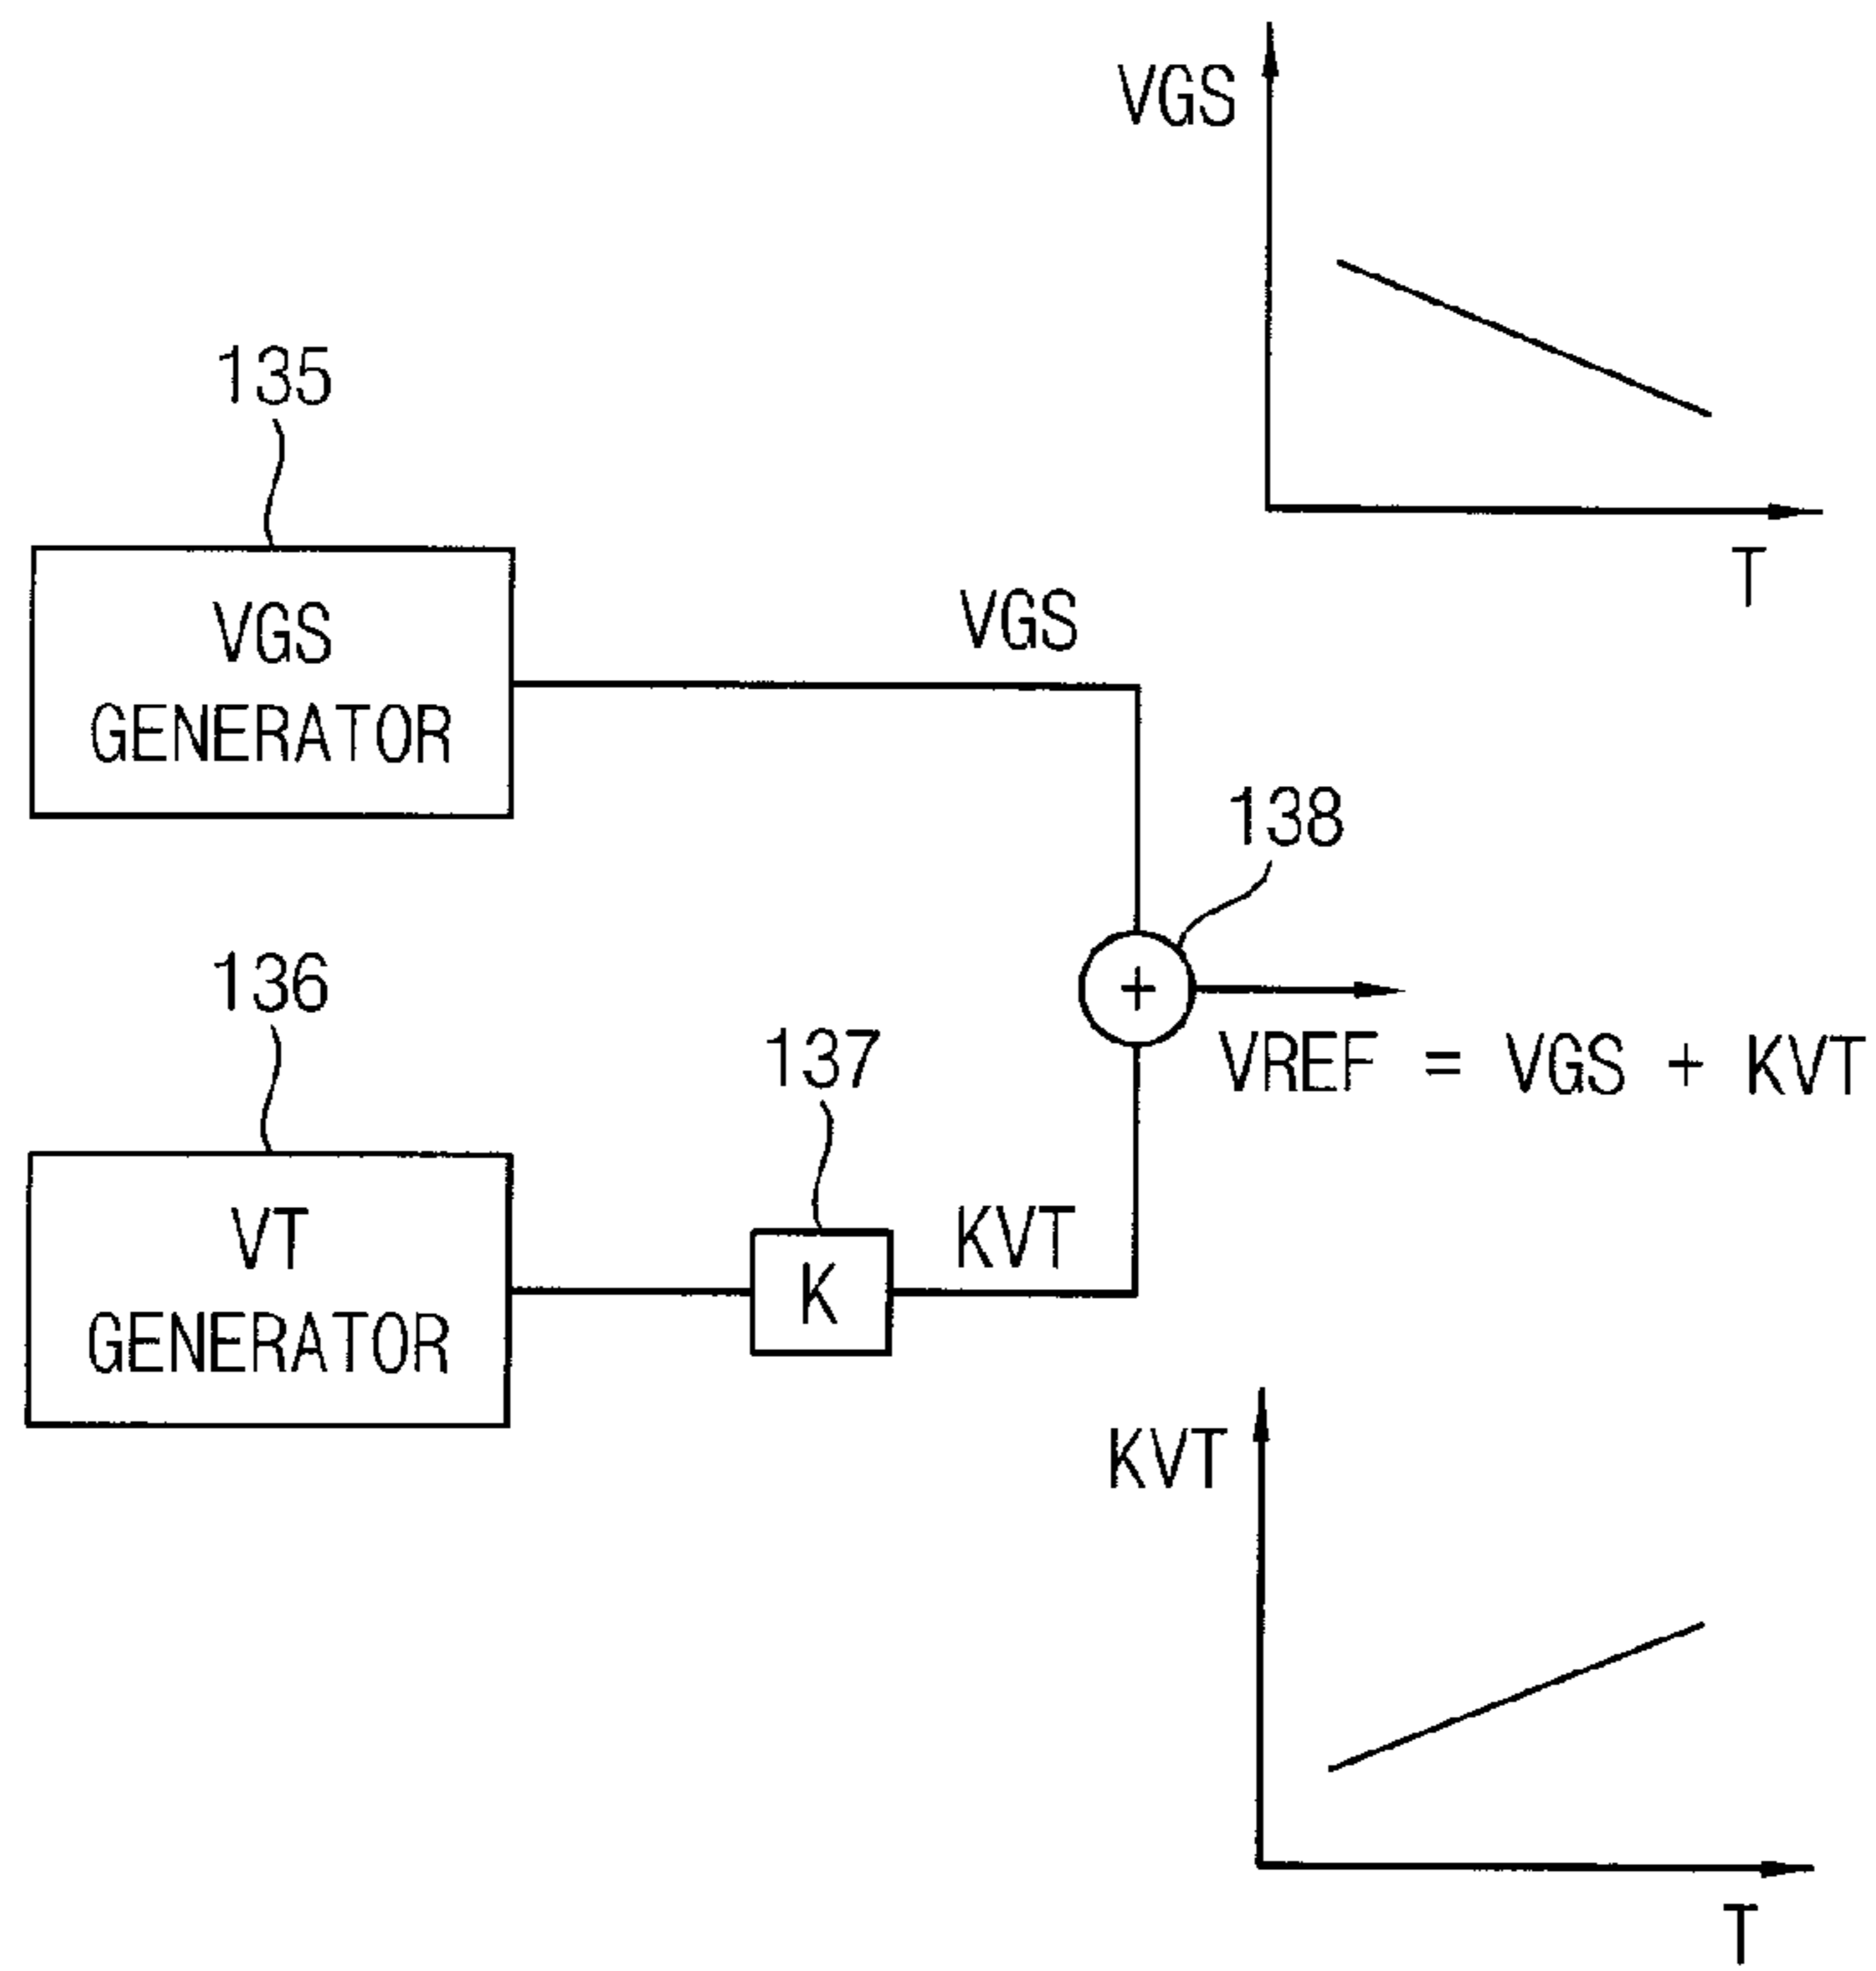 VGS
T
135
VGS
GENERATOR
VGS
138
136
137
+
VREF = VGS + KVT
VT
GENERATOR
K
KVT
KVT
T